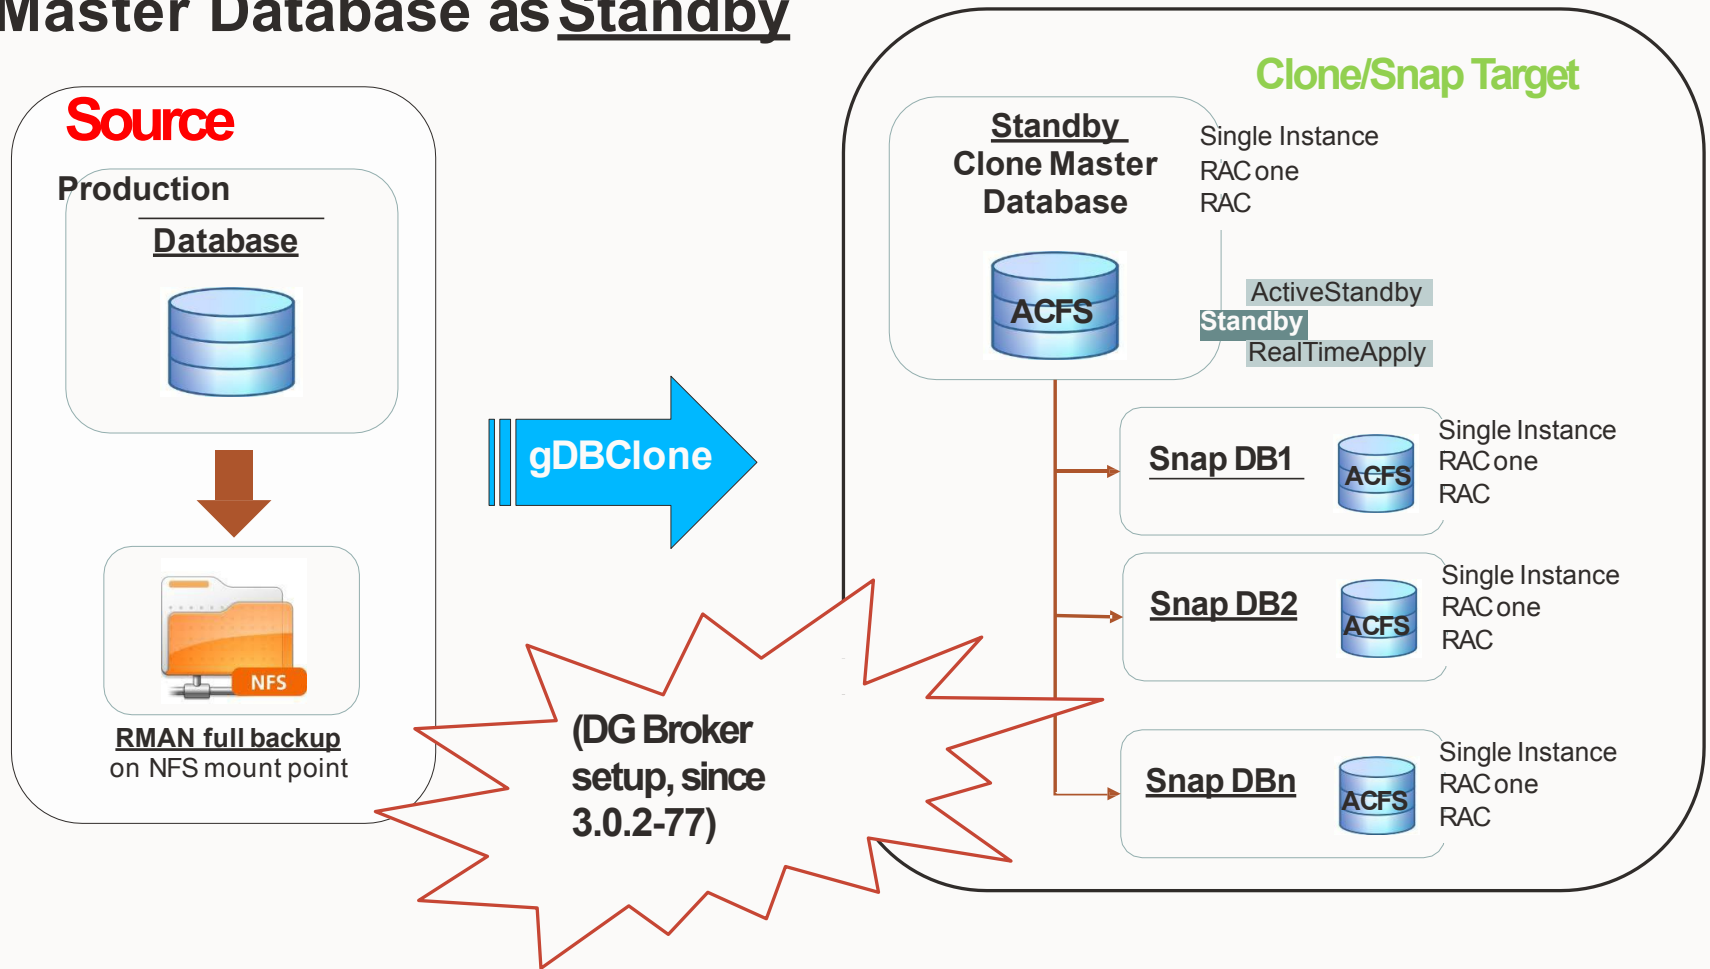 Master Database as Standby
Source
Production
Database
NFS
RMAN full backup
on NFS mount point
gDBClone
(DG Broker
setup, since
3.0.2-77)
Clone/Snap Target
Standby
Clone Master
Database
ACFS
Single Instance
RAC one
RAC
ActiveStandby
Standby
RealTimeApply
Snap DB1
ACFS
Single Instance
RAC one
RAC
Snap DB2
ACFS
Single Instance
RAC one
RAC
Snap DBn
ACFS
Single Instance
RAC one
RAC